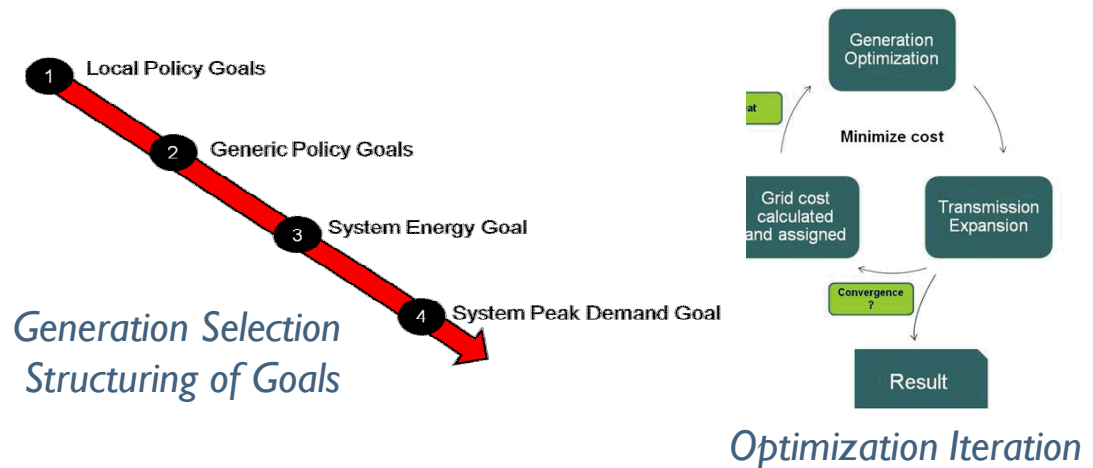 1 Local Policy Goals
2 Generic Policy Goals
3 System Energy Goal
4 System Peak Demand Goal
Generation Selection
Structuring of Goals
Generation
Optimization
Minimize cost
Grid cost
calculated
and assigned
Transmission
Expansion
Convergence
?
Result
Optimization Iteration